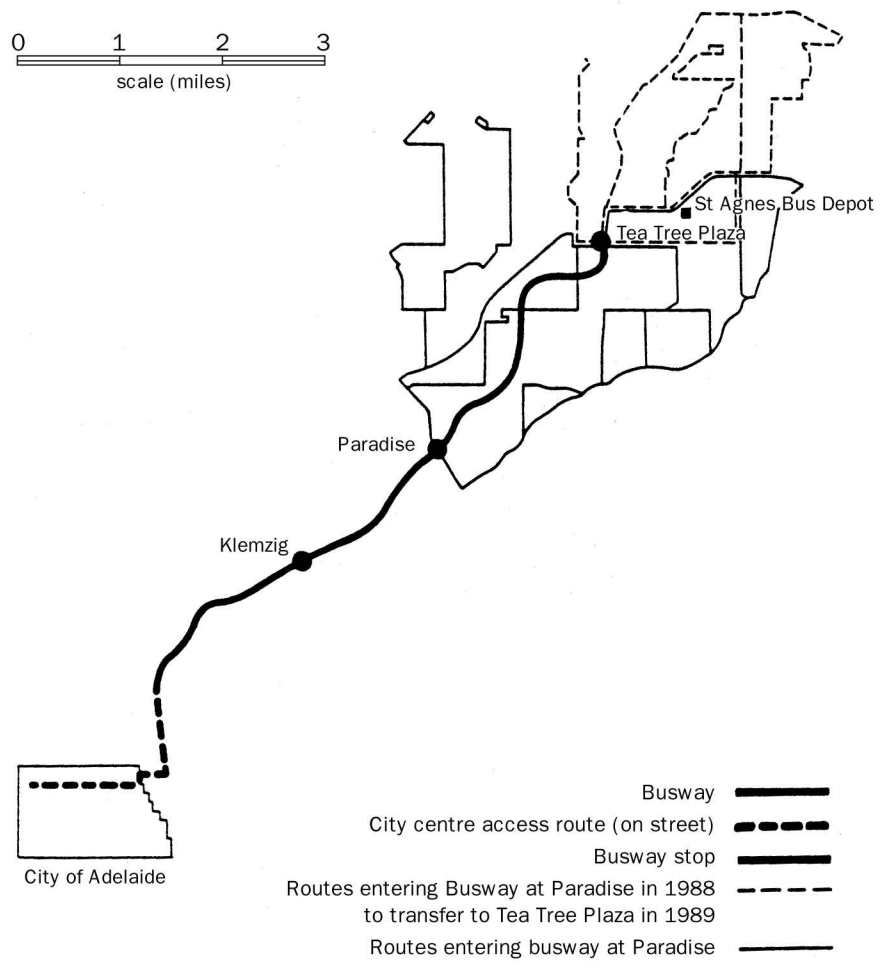 0 1 2 3
scale (miles)
St Agnes Bus Depot
Tea Tree Plaza
Paradise
Klemzig
City of Adelaide
Busway
City centre access route (on street)
Busway stop
Routes entering Busway at Paradise in 1988
to transfer to Tea Tree Plaza in 1989
Routes entering busway at Paradise